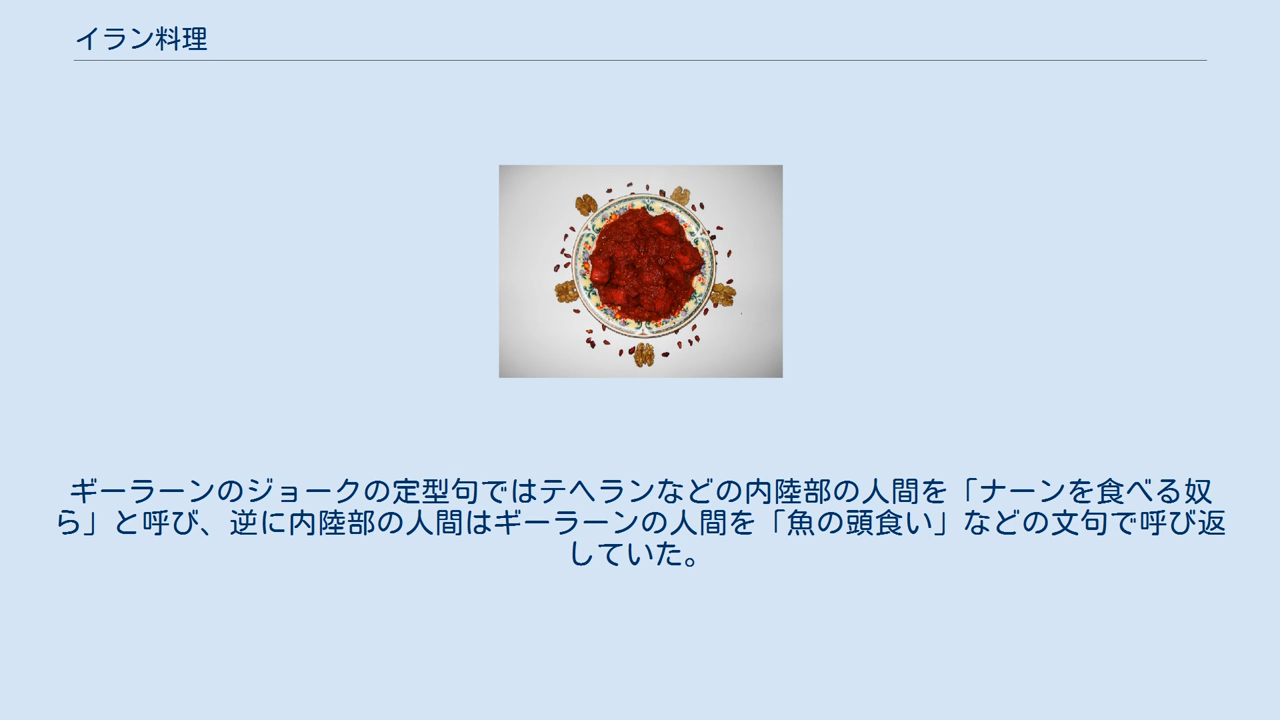 イラン料理
ギーラーンのジョークの定型句ではテヘランなどの内陸部の人間を「ナーンを食べる奴
ら」と呼び、逆に内陸部の人間はギーラーンの人間を「魚の頭食い」などの文句で呼び返
していた。